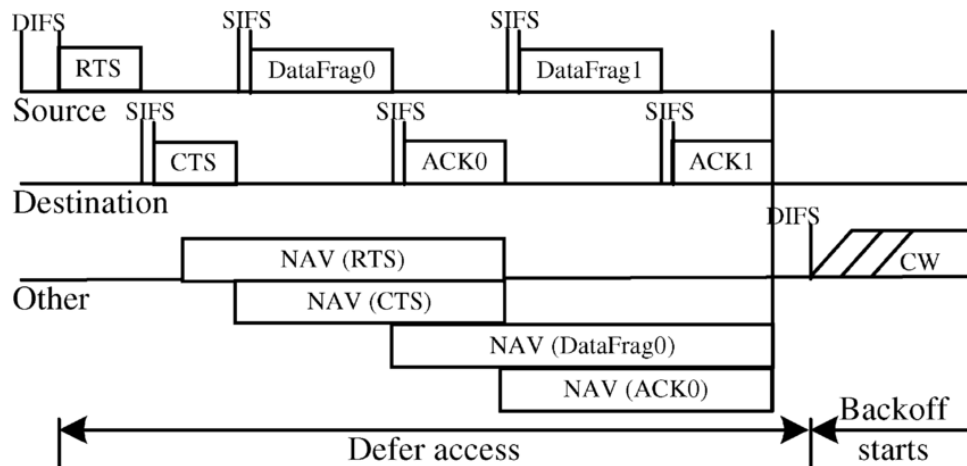 DIFS
SIFS
SIFS
RTS
DataFrag0
DataFrag1
Source
SIFS
SIFS
SIFS
CTS
ACK0
ACK1
Destination
DIFS
NAV (RTS)
CW
Other
NAV (CTS)
NAV (DataFrag0)
NAV (ACK0)
Defer access
Backoff
starts